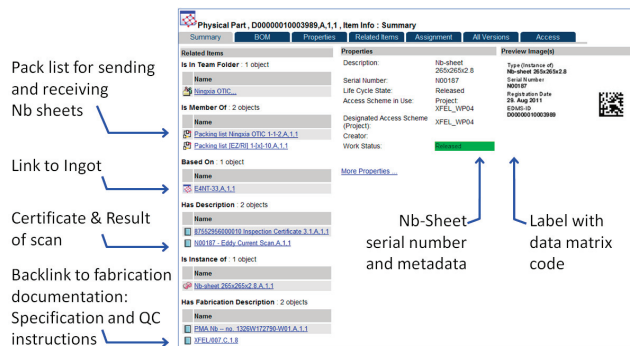 Physical Part , D00000010003989,A,1,1 , Item Info : Summary
Summary BOM Properties Related Items Assignment All Versions Access
Related Items
Is in Team Folder : 1 object
Name
Ningxia OTIC...
Is Member Of : 2 objects
Name
Packing list Ningxia OTIC 1-1-2,A,1,1
Packing list [EZ/RI] 1-[x]-10,A,1,1
Based On : 1 object
Name
E4NT-33,A,1,1
Has Description : 2 objects
Name
87552956000010 Inspection Certificate 3.1,A,1,1
N00187 - Eddy Current Scan,A,1,1
Is Instance of : 1 object
Name
Nb-sheet 265x265x2.8,A,1,1
Has Fabrication Description : 2 objects
Name
PMA Nb -- no. 1326W172790-W01,A,1,1
XFEL/007,C,1,8
Properties
Description: Nb-sheet
265x265x2.8
Serial Number: N00187
Life Cycle State: Released
Access Scheme in Use: Project:
XFEL_WP04
Designated Access Scheme XFEL_WP04
(Project):
Creator:
Work Status: Released
More Properties ...
Preview Image(s)
Type (Instance of)
Nb-sheet 265x265x2.8
Serial Number
N00187
Registration Date
29. Aug 2011
EDMS-ID
D00000010003989
Pack list for sending
and receiving
Nb sheets
Link to Ingot
Certificate & Result
of scan
Backlink to fabrication
documentation:
Specification and QC
instructions
Nb-Sheet
serial number
and metadata
Label with
data matrix
code